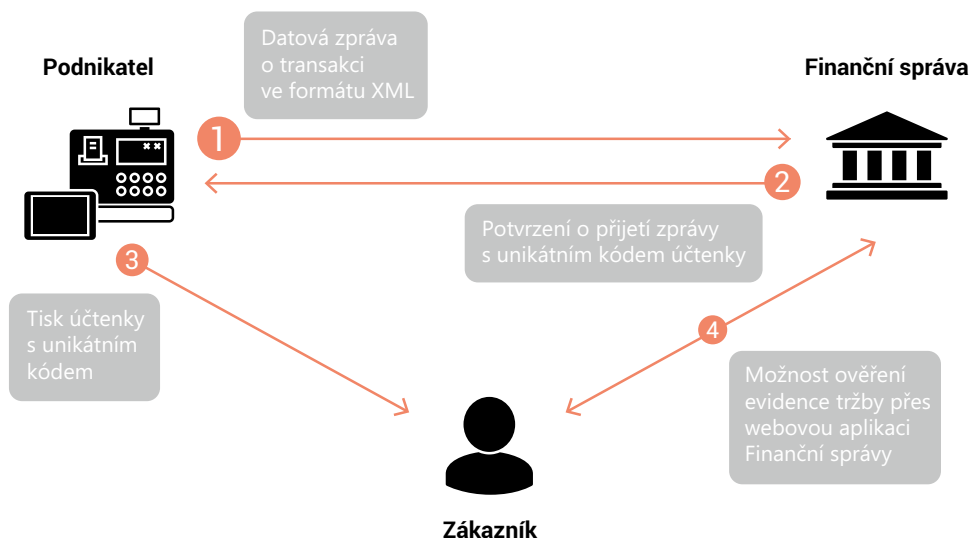 Podnikatel
Datová zpráva
o transakci
ve formátu XML
Finanční správa
1
2
Potvrzení o přijetí zprávy
s unikátním kódem účtenky
3
Tisk účtenky
s unikátním
kódem
4
Možnost ověření
evidence tržby přes
webovou aplikaci
Finanční správy
Zákazník